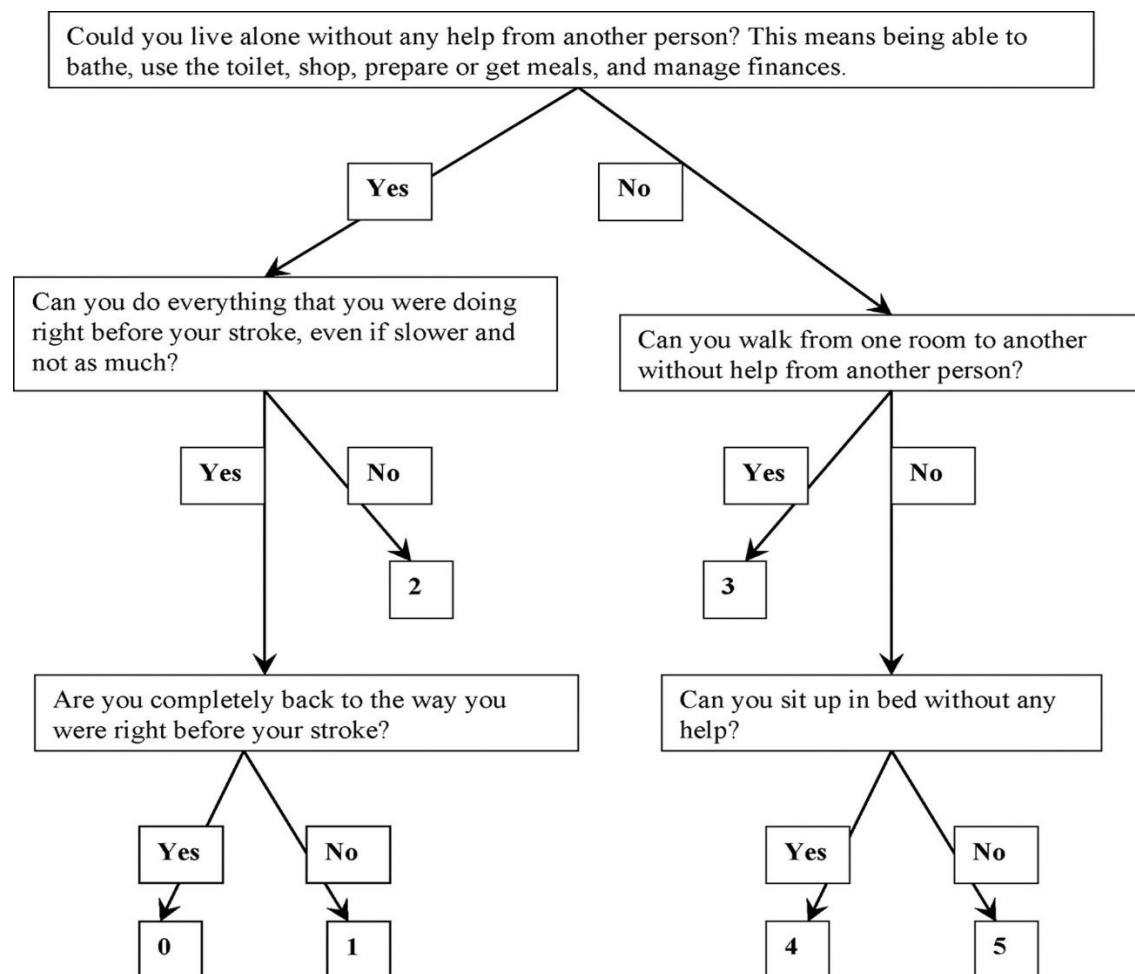 Could you live alone without any help from another person? This means being able to
bathe, use the toilet, shop, prepare or get meals, and manage finances.
Yes
No
Can you do everything that you were doing
right before your stroke, even if slower and
not as much?
Can you walk from one room to another
without help from another person?
Yes
No
Yes
No
2
3
Are you completely back to the way you
were right before your stroke?
Can you sit up in bed without any
help?
Yes
No
Yes
No
0
1
4
5